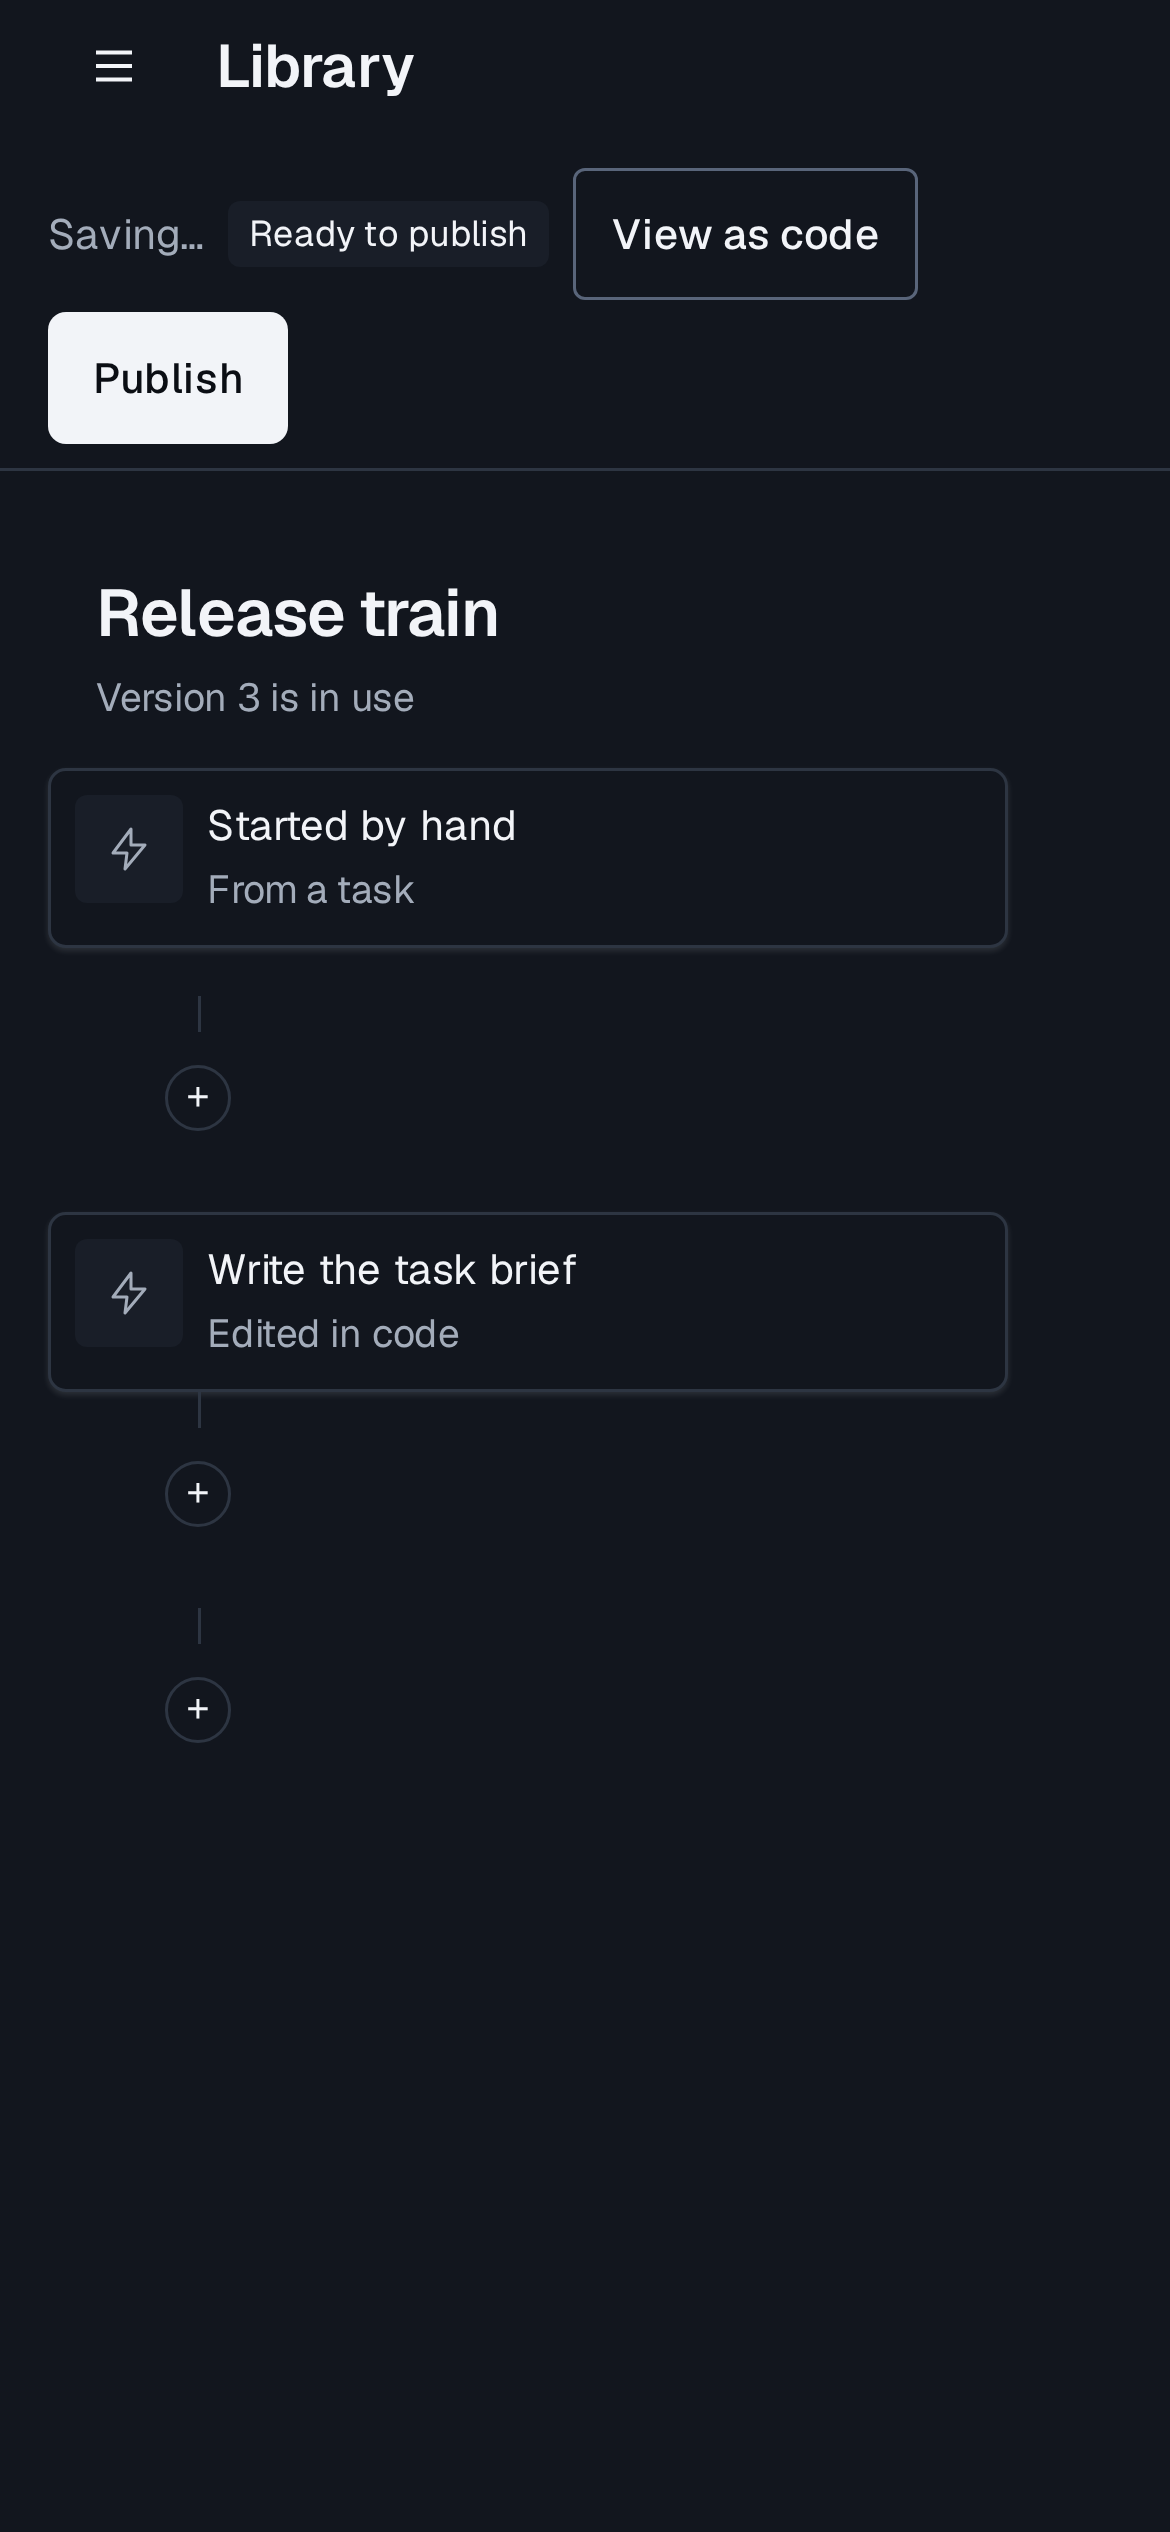 Library
Saving… Ready to publish View as code
Publish
Release train
Version 3 is in use
Started by hand
From a task
+
Write the task brief
Edited in code
+
+